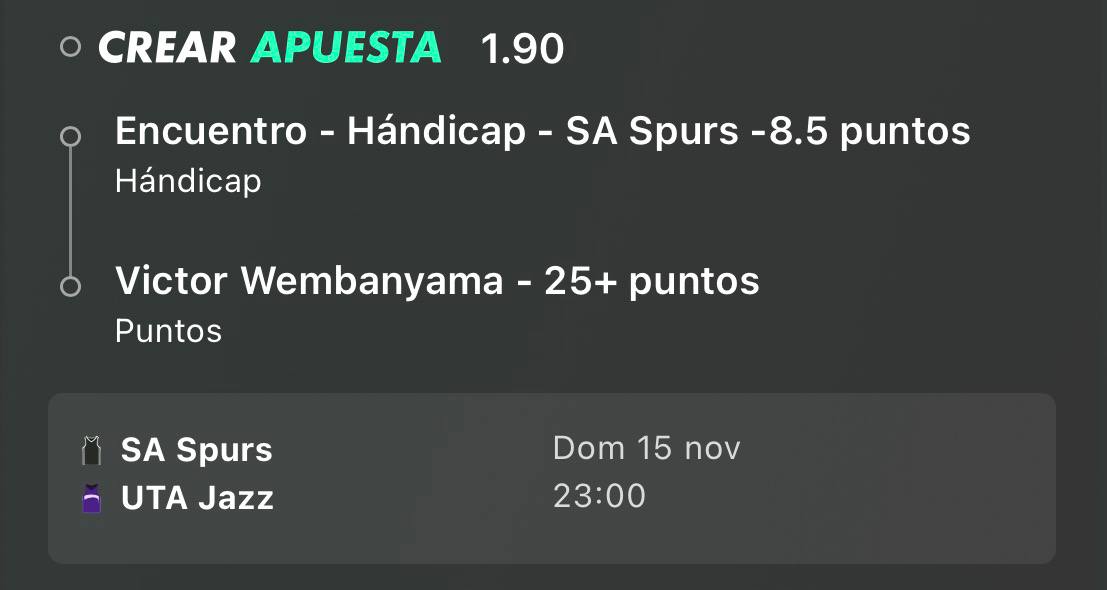 CREAR APUESTA 1.90
Encuentro - Hándicap - SA Spurs -8.5 puntos
Hándicap
Victor Wembanyama - 25+ puntos
Puntos
SA Spurs
Dom 15 nov
UTA Jazz
23:00